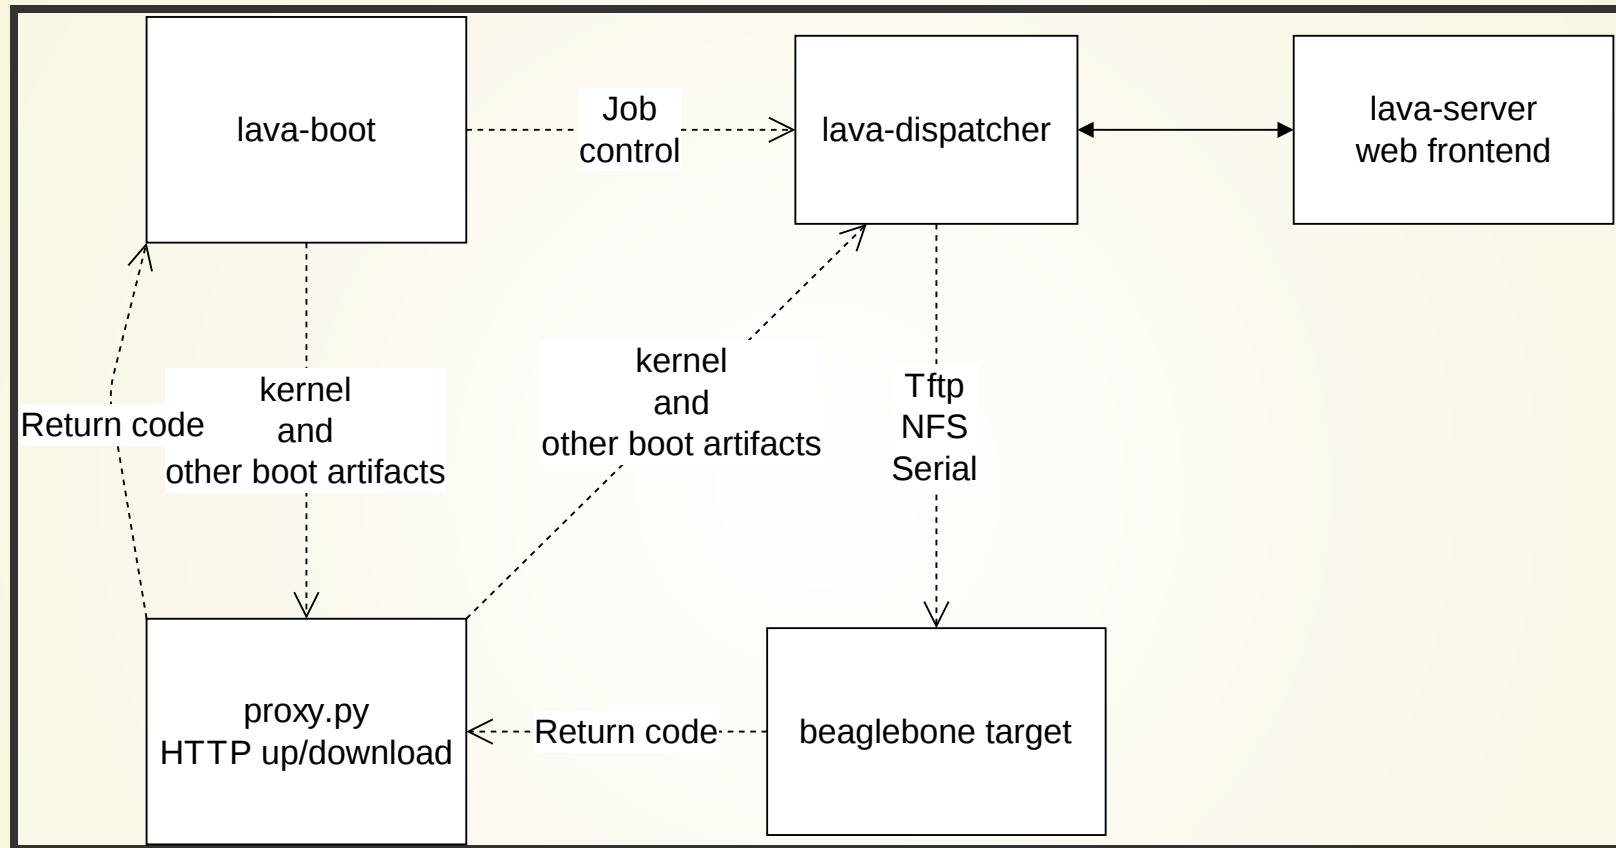 lava-boot
Job
control
lava-dispatcher
lava-server
web frontend
Return code
kernel
and
other boot artifacts
kernel
and
other boot artifacts
Tftp
NFS
Serial
proxy.py
HTTP up/download
Return code
beaglebone target